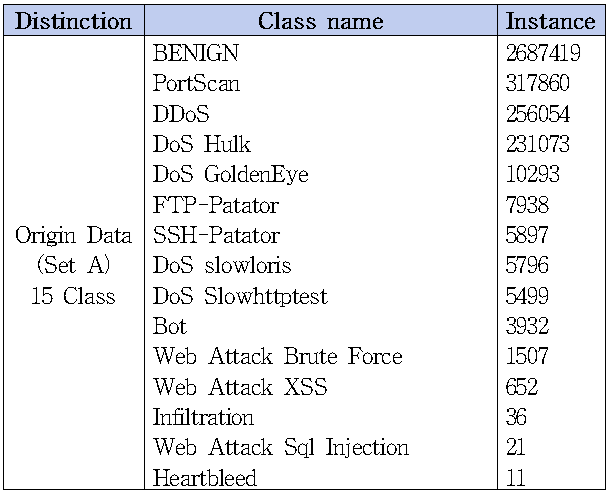 Distinction Class name Instance
BENIGN 2687419
PortScan 317860
DDoS 256054
DoS Hulk 231073
DoS GoldenEye 10293
FTP-Patator 7938
Origin Data SSH-Patator 5897
(Set A) DoS slowloris 5796
15 Class DoS Slowhttptest 5499
Bot 3932
Web Attack Brute Force 1507
Web Attack XSS 652
Infiltration 36
Web Attack Sql Injection 21
Heartbleed 11